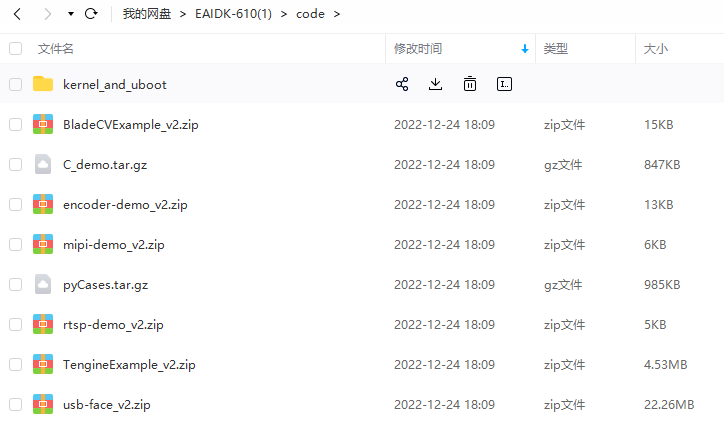 我的网盘 > EAIDK-610(1) > code >
文件名 修改时间 类型 大小
kernel_and_uboot
BladeCVExample_v2.zip 2022-12-24 18:09 zip文件 15KB
C_demo.tar.gz 2022-12-24 18:09 gz文件 847KB
encoder-demo_v2.zip 2022-12-24 18:09 zip文件 13KB
mipi-demo_v2.zip 2022-12-24 18:09 zip文件 6KB
pyCases.tar.gz 2022-12-24 18:09 gz文件 985KB
rtsp-demo_v2.zip 2022-12-24 18:09 zip文件 5KB
TengineExample_v2.zip 2022-12-24 18:09 zip文件 4.53MB
usb-face_v2.zip 2022-12-24 18:09 zip文件 22.26MB